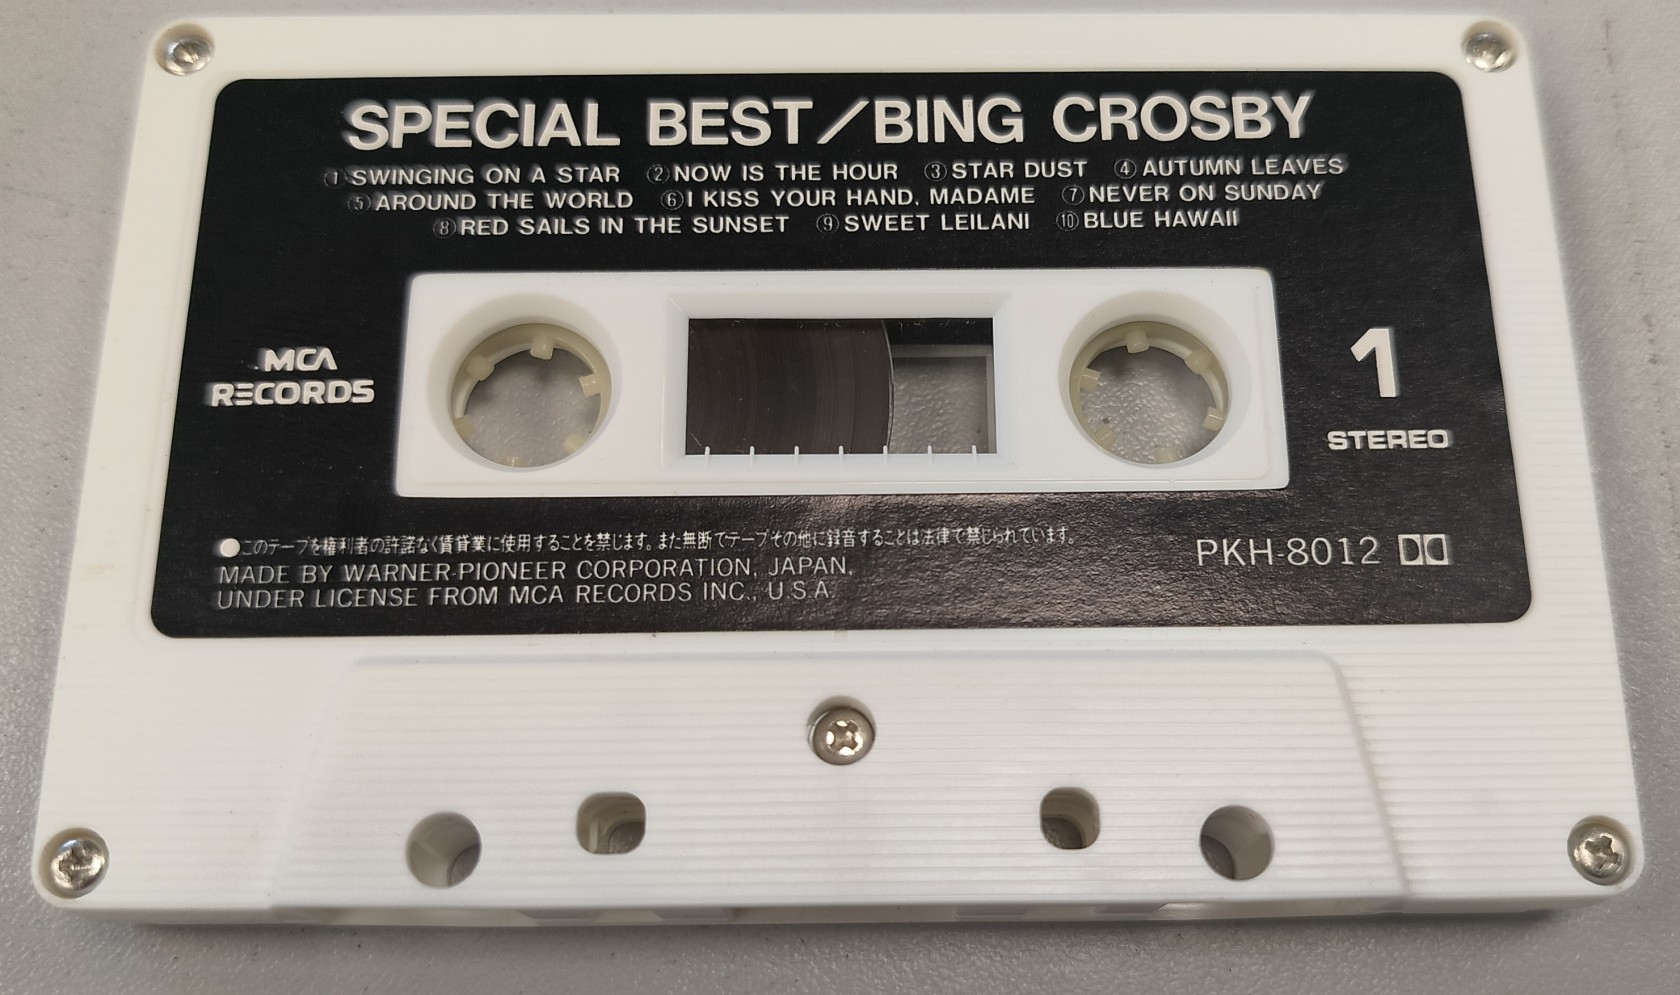 SPECIAL BEST/BING CROSBY
①SWINGING ON A STAR ②NOW IS THE HOUR ③STAR DUST ④AUTUMN LEAVES
⑤AROUND THE WORLD ⑥I KISS YOUR HAND, MADAME ⑦NEVER ON SUNDAY
⑧RED SAILS IN THE SUNSET ⑨SWEET LEILANI ⑩BLUE HAWAII
MCA
RECORDS
1
STEREO
●このテープを権利者の許諾なく賃貸業に使用することを禁じます。また無断でテープその他に録音することは法律で禁じられています。
MADE BY WARNER-PIONEER CORPORATION, JAPAN,
UNDER LICENSE FROM MCA RECORDS INC., U.S.A.
PKH-8012